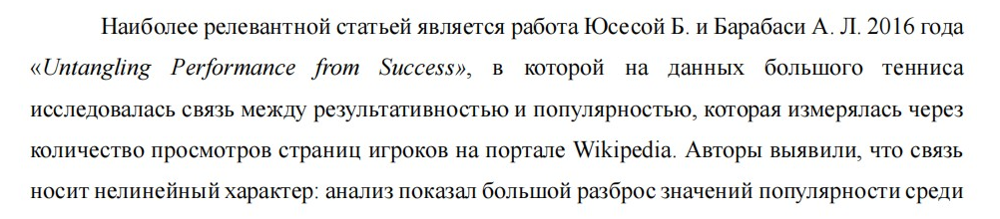 Наиболее релевантной статьей является работа Юсесой Б. и Барабаси А. Л. 2016 года
«Untangling Performance from Success», в которой на данных большого тенниса
исследовалась связь между результативностью и популярностью, которая измерялась через
количество просмотров страниц игроков на портале Wikipedia. Авторы выявили, что связь
носит нелинейный характер: анализ показал большой разброс значений популярности среди